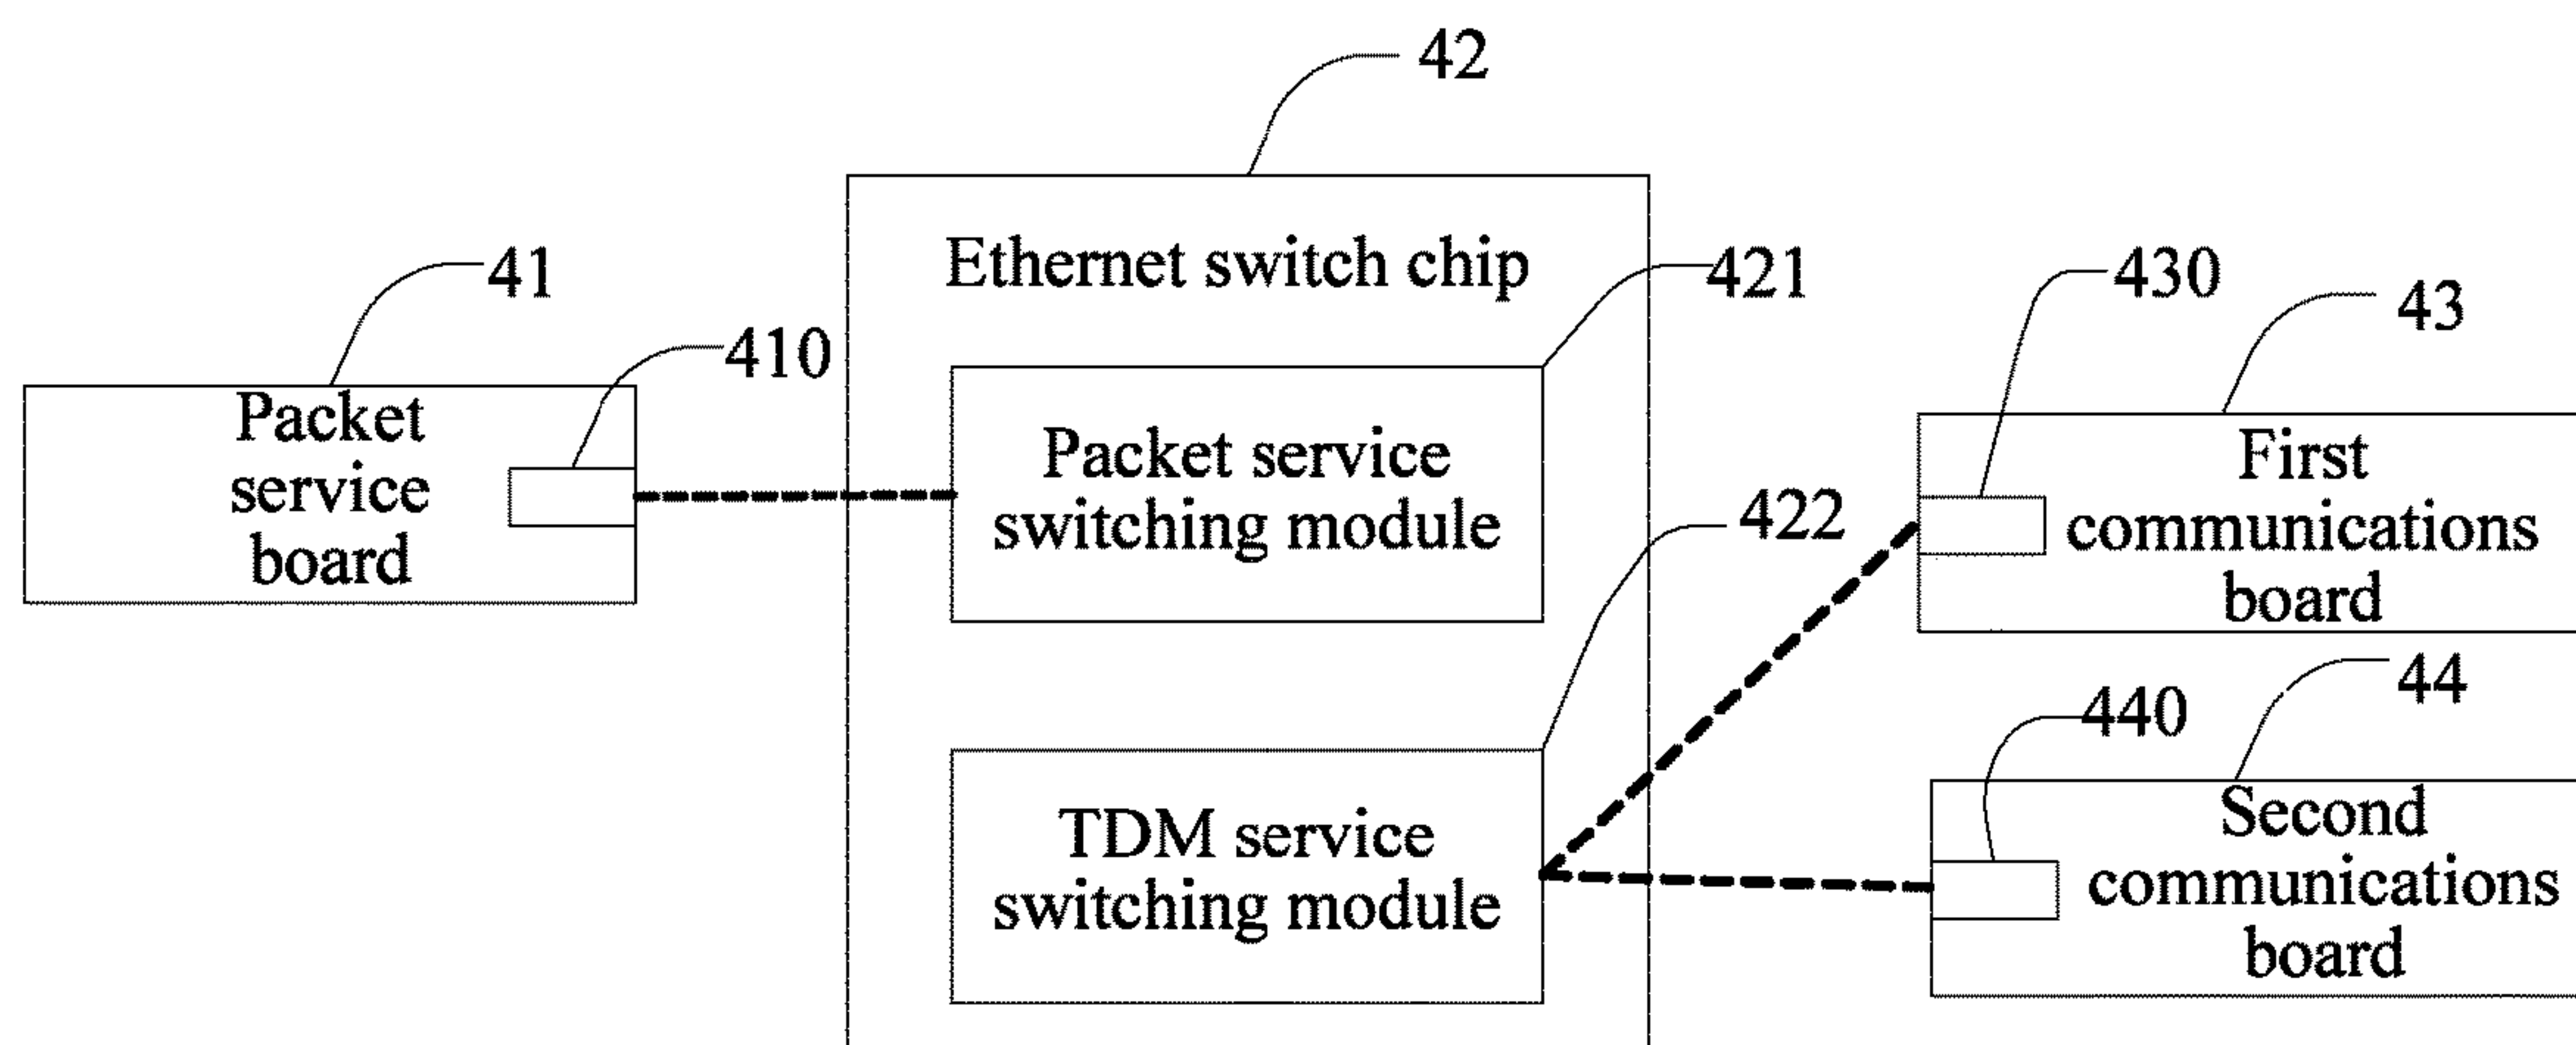 42
Ethernet switch chip
41
421
430
43
410
Packet
service
board
Packet service
switching module
First
communications
board
422
44
440
TDM service
switching module
Second
communications
board